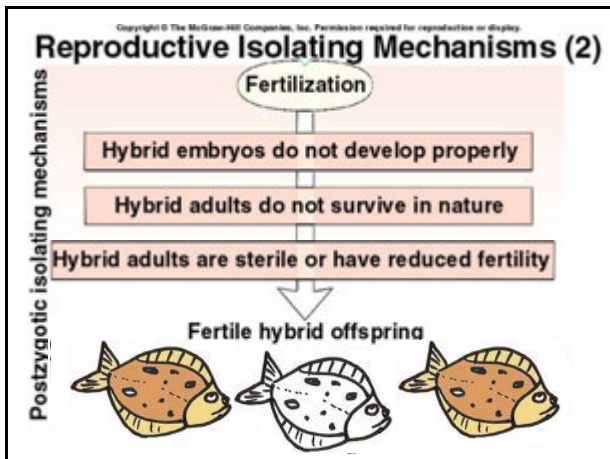 Copyright © The McGraw-Hill Companies, Inc. Permission required for reproduction or display.
Reproductive Isolating Mechanisms (2)
Postzygotic isolating mechanisms
Fertilization
Hybrid embryos do not develop properly
Hybrid adults do not survive in nature
Hybrid adults are sterile or have reduced fertility
Fertile hybrid offspring